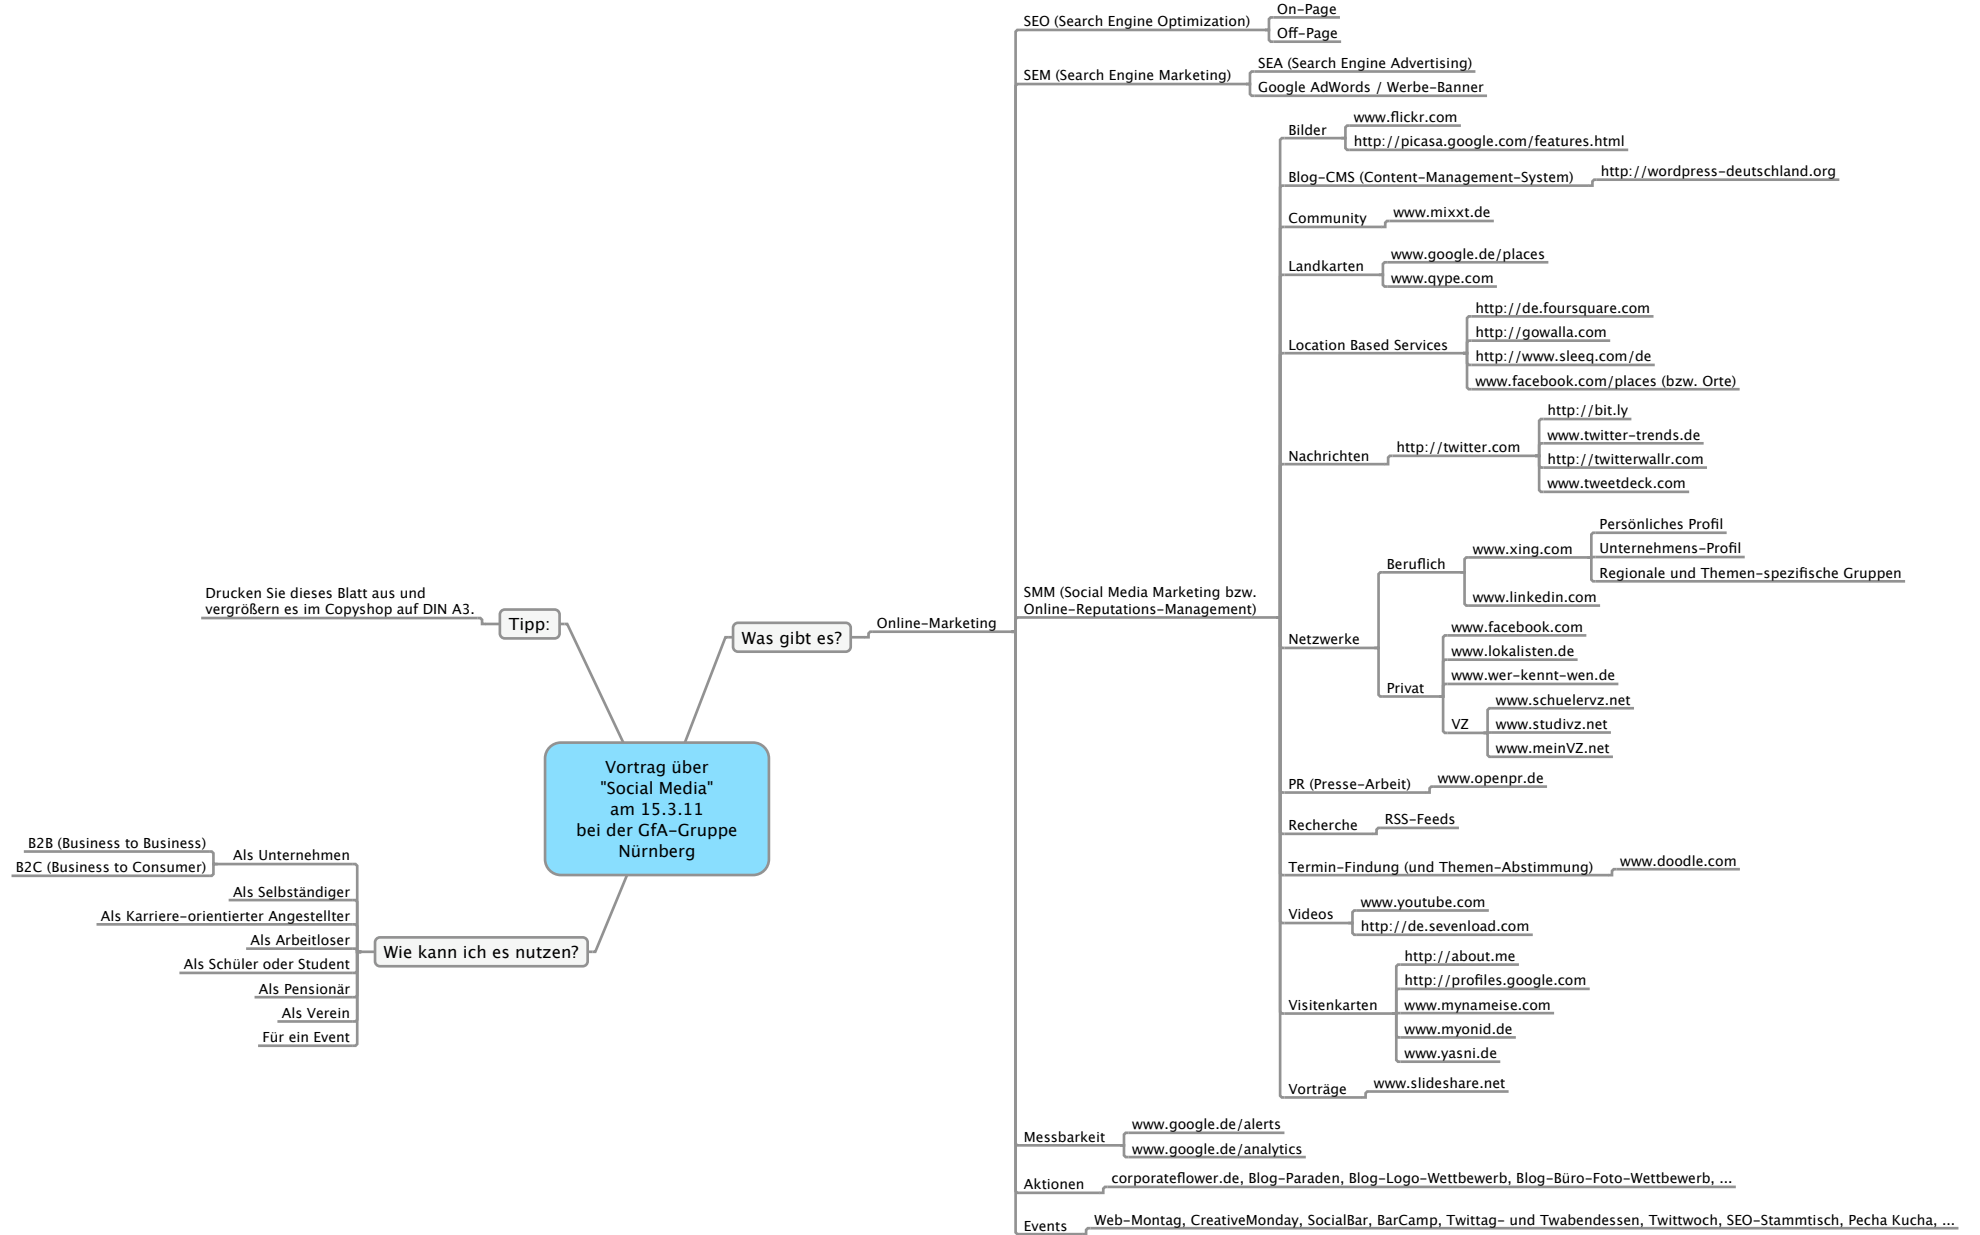 Vortrag über
"Social Media"
am 15.3.11
bei der GfA-Gruppe
Nürnberg
Tipp:
Drucken Sie dieses Blatt aus und
vergrößern es im Copyshop auf DIN A3.
Was gibt es?
Online-Marketing
SEO (Search Engine Optimization)
On-Page
Off-Page
SEM (Search Engine Marketing)
SEA (Search Engine Advertising)
Google AdWords / Werbe-Banner
SMM (Social Media Marketing bzw.
Online-Reputations-Management)
Bilder
www.flickr.com
http://picasa.google.com/features.html
Blog-CMS (Content-Management-System)
http://wordpress-deutschland.org
Community
www.mixxt.de
Landkarten
www.google.de/places
www.qype.com
Location Based Services
http://de.foursquare.com
http://gowalla.com
http://www.sleeq.com/de
www.facebook.com/places (bzw. Orte)
Nachrichten
http://twitter.com
http://bit.ly
www.twitter-trends.de
http://twitterwallr.com
www.tweetdeck.com
Netzwerke
Beruflich
www.xing.com
Persönliches Profil
Unternehmens-Profil
Regionale und Themen-spezifische Gruppen
www.linkedin.com
Privat
www.facebook.com
www.lokalisten.de
www.wer-kennt-wen.de
VZ
www.schuelervz.net
www.studivz.net
www.meinVZ.net
PR (Presse-Arbeit)
www.openpr.de
Recherche
RSS-Feeds
Termin-Findung (und Themen-Abstimmung)
www.doodle.com
Videos
www.youtube.com
http://de.sevenload.com
Visitenkarten
http://about.me
http://profiles.google.com
www.mynameise.com
www.myonid.de
www.yasni.de
Vorträge
www.slideshare.net
Messbarkeit
www.google.de/alerts
www.google.de/analytics
Aktionen
corporateflower.de, Blog-Paraden, Blog-Logo-Wettbewerb, Blog-Büro-Foto-Wettbewerb, ...
Events
Web-Montag, CreativeMonday, SocialBar, BarCamp, Twittag- und Twabendessen, Twittwoch, SEO-Stammtisch, Pecha Kucha, ...
Wie kann ich es nutzen?
Als Unternehmen
B2B (Business to Business)
B2C (Business to Consumer)
Als Selbständiger
Als Karriere-orientierter Angestellter
Als Arbeitloser
Als Schüler oder Student
Als Pensionär
Als Verein
Für ein Event